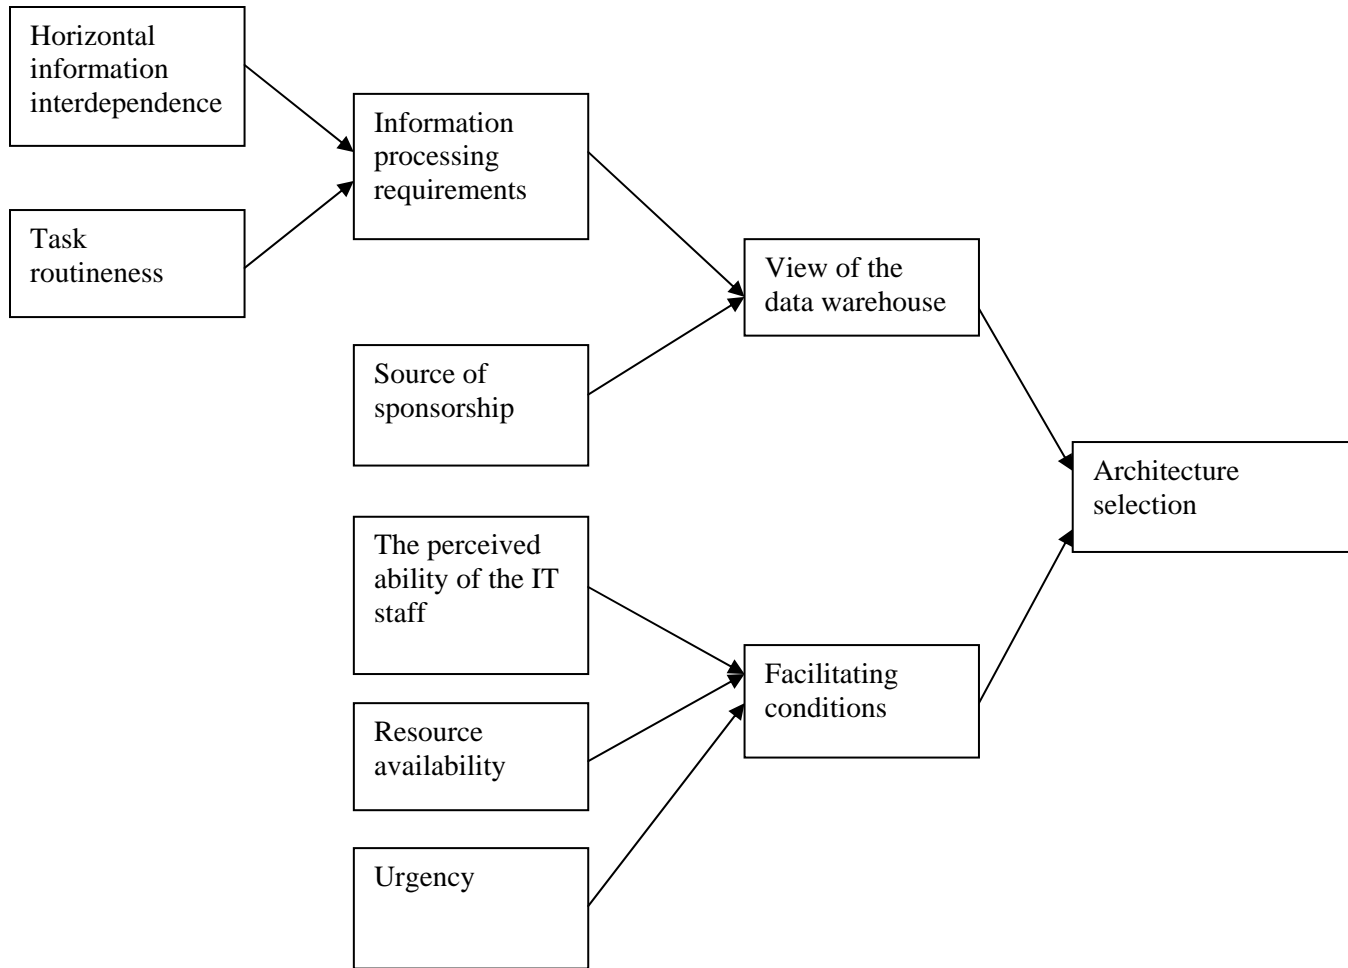 Horizontal
information
interdependence
Task
routineness
Information
processing
requirements
Source of
sponsorship
The perceived
ability of the IT
staff
Resource
availability
Urgency
View of the
data warehouse
Facilitating
conditions
Architecture
selection